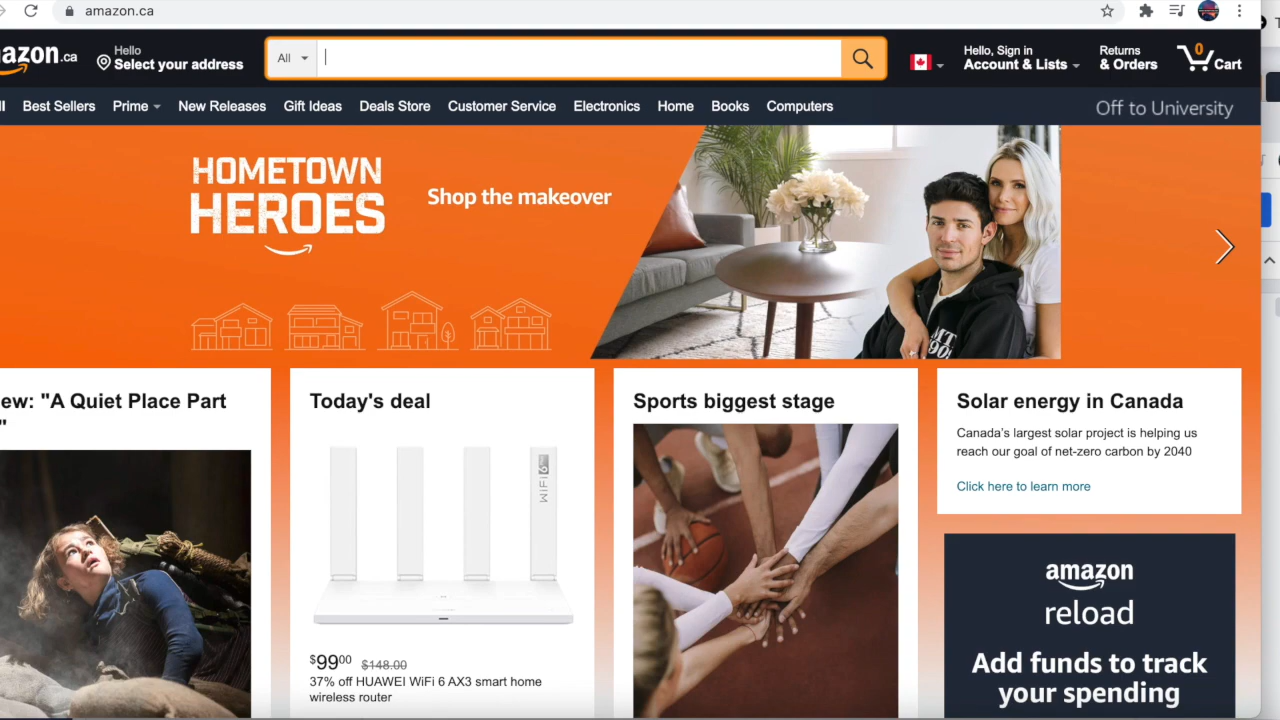 amazon.ca
azon.ca
Hello
Select your address
All
Hello, Sign in
Account & Lists
Returns
& Orders
0
Cart
Best Sellers
Prime
New Releases
Gift Ideas
Deals Store
Customer Service
Electronics
Home
Books
Computers
Off to University
HOMETOWN
HEROES
Shop the makeover
ew: "A Quiet Place Part
"
Today's deal
WiFi 6
$9900 $148.00
37% off HUAWEI WiFi 6 AX3 smart home
wireless router
Sports biggest stage
Solar energy in Canada
Canada's largest solar project is helping us
reach our goal of net-zero carbon by 2040
Click here to learn more
amazon
reload
Add funds to track
your spending